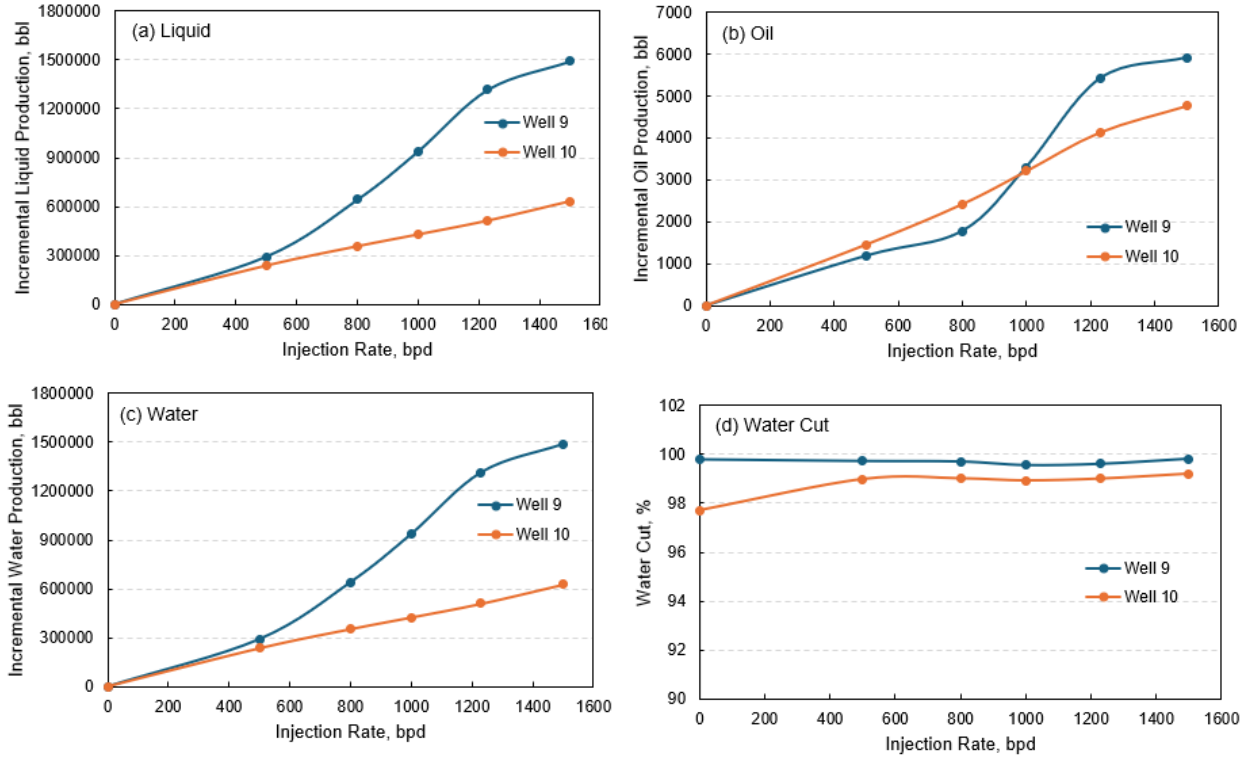 (a) Liquid
Incremental Liquid Production, bbl
1800000
1500000
1200000
900000
600000
300000
0
Well 9
Well 10
0 200 400 600 800 1000 1200 1400 160
Injection Rate, bpd
(b) Oil
Incremental Oil Production, bbl
7000
6000
5000
4000
3000
2000
1000
0
Well 9
Well 10
0 200 400 600 800 1000 1200 1400 1600
Injection Rate, bpd
(c) Water
Incremental Water Production, bbl
1800000
1500000
1200000
900000
600000
300000
0
Well 9
Well 10
0 200 400 600 800 1000 1200 1400 1600
Injection Rate, bpd
(d) Water Cut
Water Cut, %
102
100
98
96
94
92
90
Well 9
Well 10
0 200 400 600 800 1000 1200 1400 1600
Injection Rate, bpd